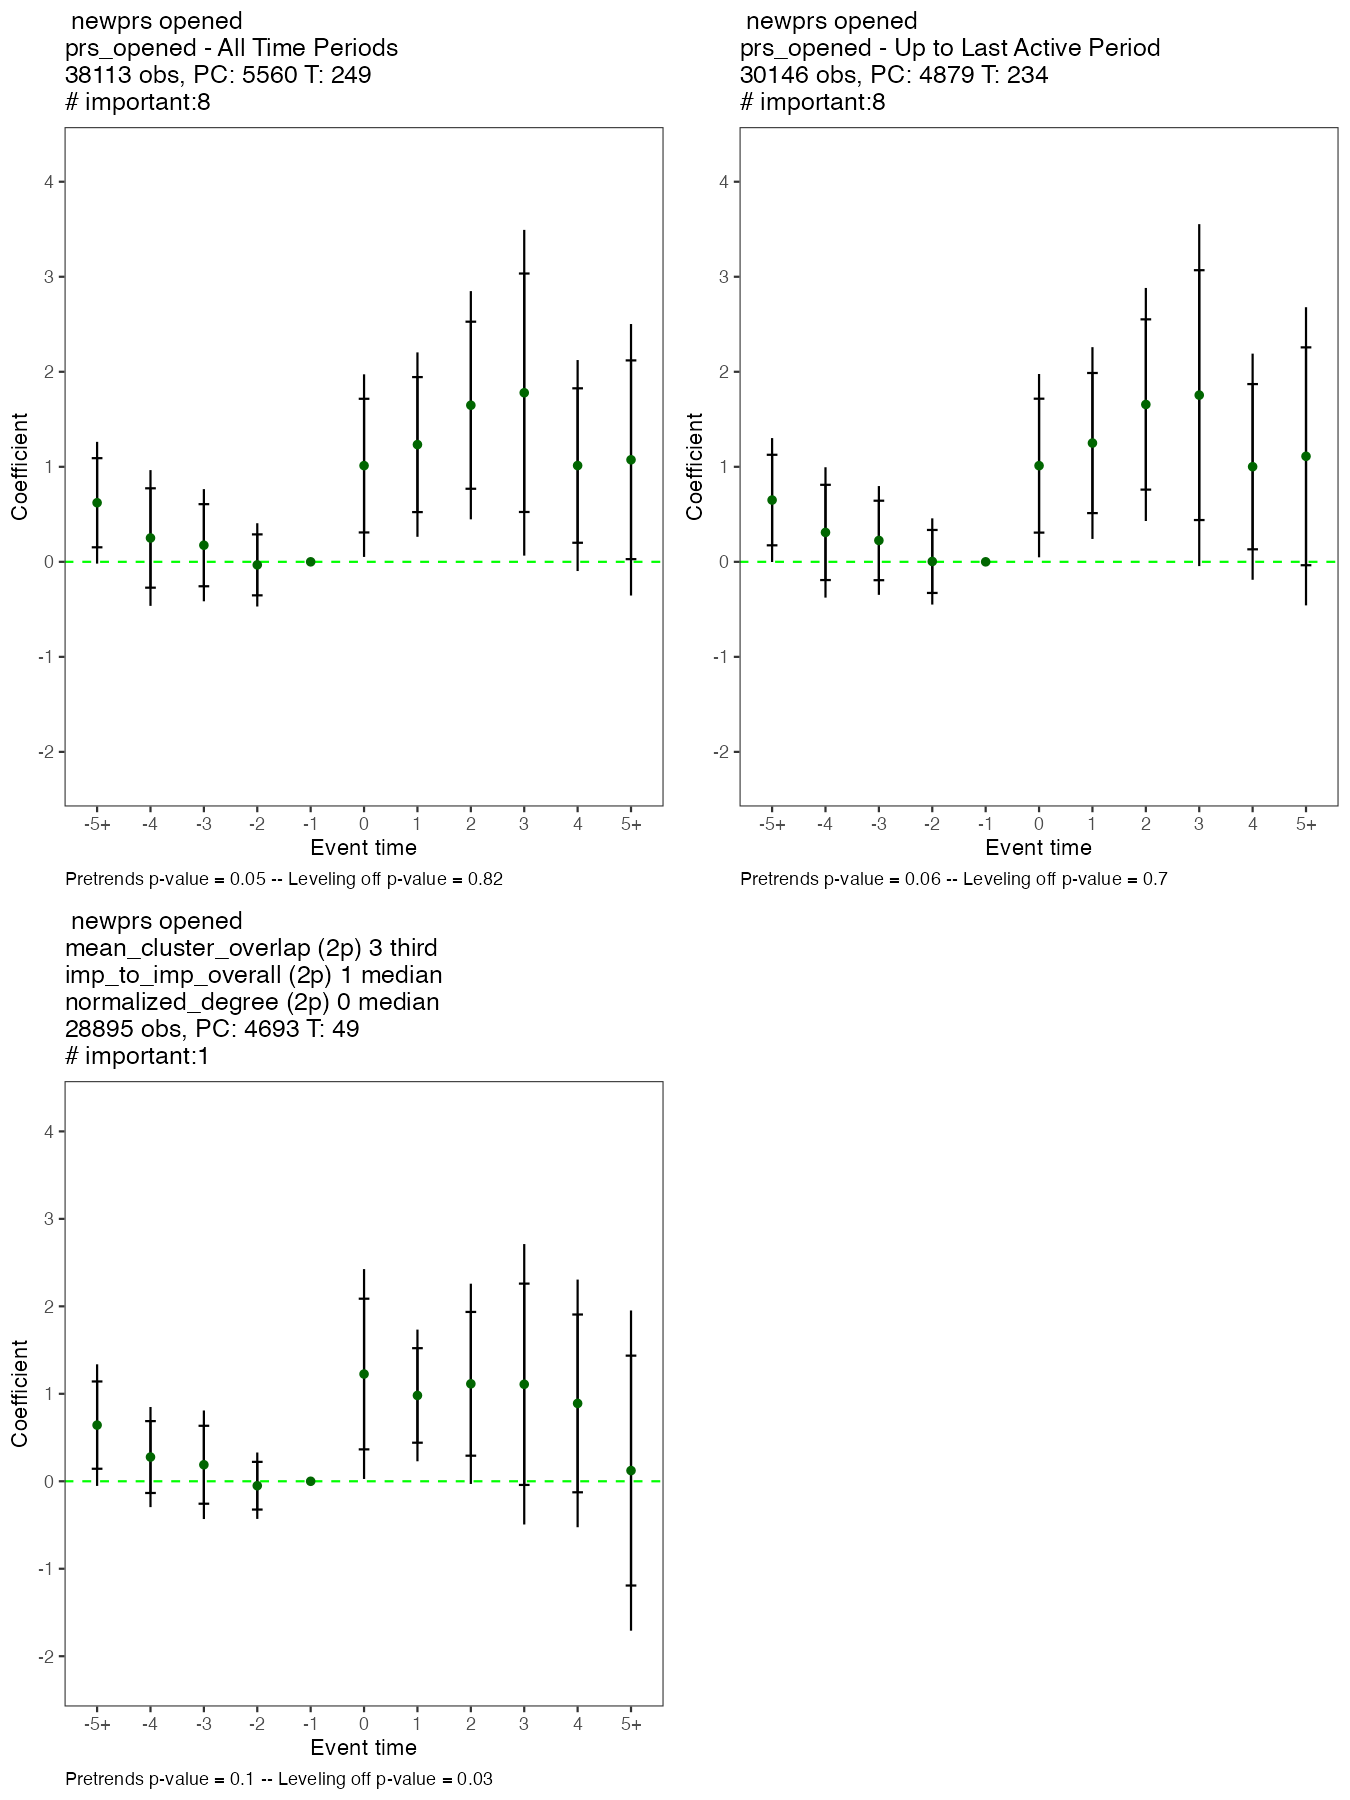 newprs opened
prs_opened - All Time Periods
38113 obs, PC: 5560 T: 249
# important:8
4
3
2
1
0
-1
-2
Coefficient
-5+ -4 -3 -2 -1 0 1 2 3 4 5+
Event time
Pretrends p-value = 0.05 -- Leveling off p-value = 0.82
newprs opened
prs_opened - Up to Last Active Period
30146 obs, PC: 4879 T: 234
# important:8
4
3
2
1
0
-1
-2
Coefficient
-5+ -4 -3 -2 -1 0 1 2 3 4 5+
Event time
Pretrends p-value = 0.06 -- Leveling off p-value = 0.7
newprs opened
mean_cluster_overlap (2p) 3 third
imp_to_imp_overall (2p) 1 median
normalized_degree (2p) 0 median
28895 obs, PC: 4693 T: 49
# important:1
4
3
2
1
0
-1
-2
Coefficient
-5+ -4 -3 -2 -1 0 1 2 3 4 5+
Event time
Pretrends p-value = 0.1 -- Leveling off p-value = 0.03